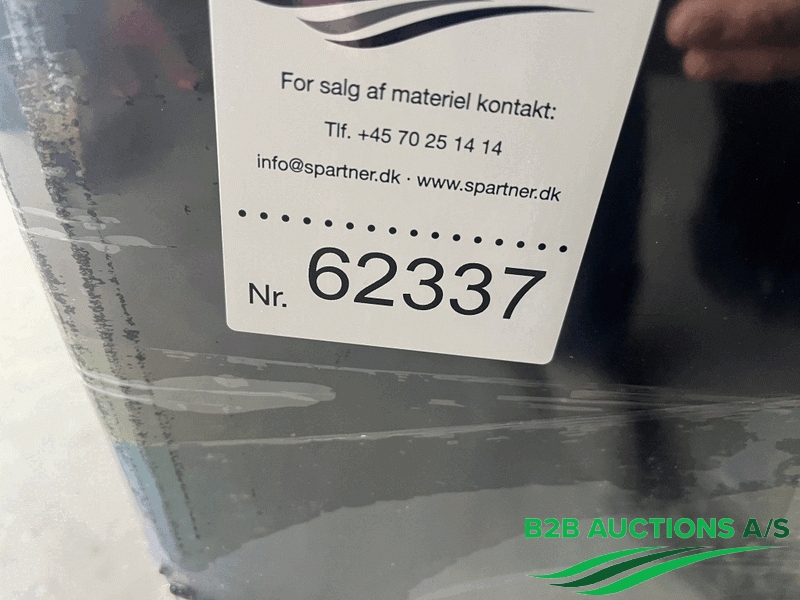 For salg af materiel kontakt:
Tlf. +45 70 25 14 14
info@spartner.dk · www.spartner.dk
Nr. 62337
B2B AUCTIONS A/S